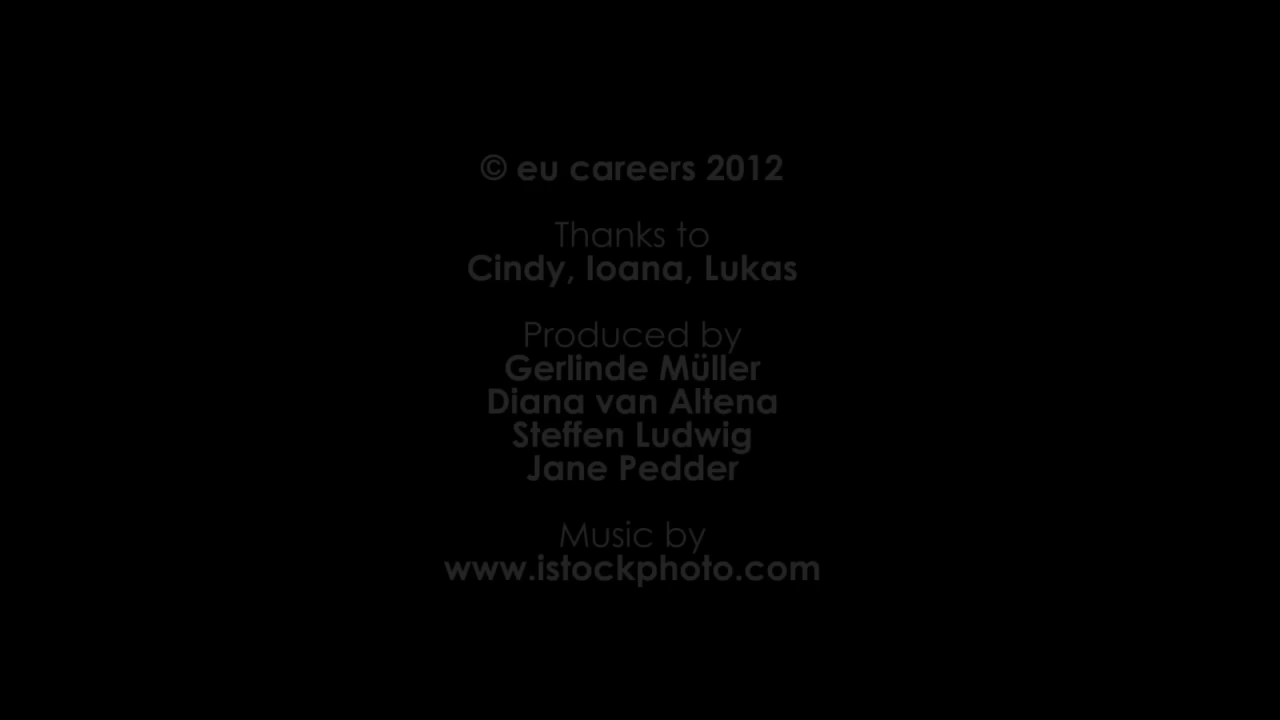 © eu careers 2012
Thanks to
Cindy, Ioana, Lukas
Produced by
Gerlinde Müller
Diana van Altena
Steffen Ludwig
Jane Pedder
Music by
www.istockphoto.com